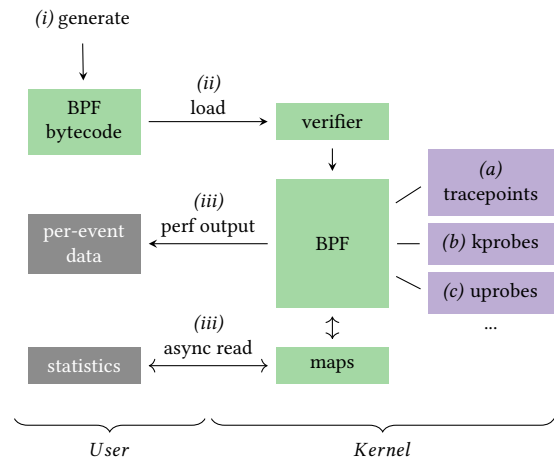 (i) generate
BPF
bytecode
(ii)
load
verifier
(a)
tracepoints
(iii)
perf output
per-event
data
BPF
(b) kprobes
(c) uprobes
...
(iii)
async read
statistics
maps
User
Kernel